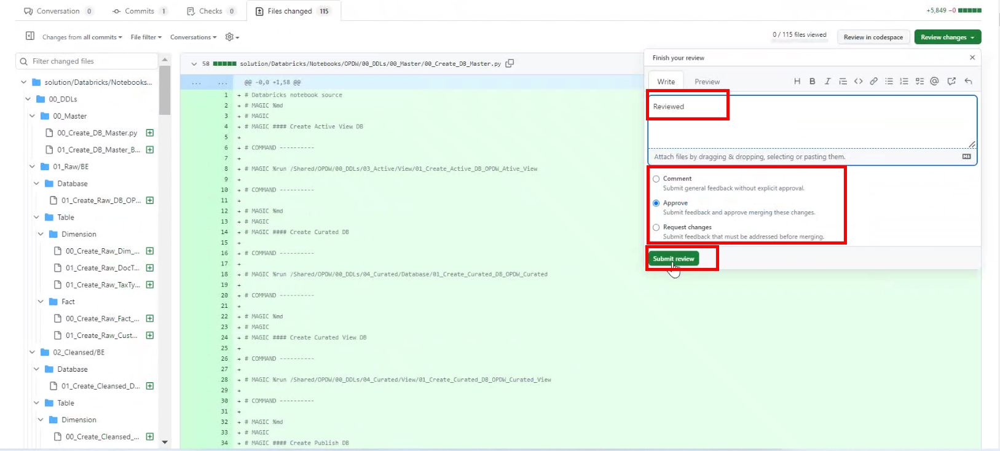 Conversation 0 Commits 1 Checks 0 Files changed 115
+5,849 −0
Changes from all commits File filter Conversations
0 / 115 files viewed Review in codespace Review changes
Filter changed files
solution/Databricks/Notebooks...
00_DDLs
00_Master
00_Create_DB_Master.py
01_Create_DB_Master_B...
01_Raw/BE
Database
01_Create_Raw_DB_OP...
Table
Dimension
00_Create_Raw_Dim_...
01_Create_Raw_DocT...
01_Create_Raw_TaxTy...
Fact
00_Create_Raw_Fact_...
01_Create_Raw_Cust...
02_Cleansed/BE
Database
01_Create_Cleansed_D...
Table
Dimension
00_Create_Cleansed_...
58 solution/Databricks/Notebooks/OPDW/00_DDLs/00_Master/00_Create_DB_Master.py
... ... @@ -0,0 +1,58 @@
1 + # Databricks notebook source
2 + # MAGIC %md
3 + # MAGIC
4 + # MAGIC #### Create Active View DB
5 +
6 + # COMMAND ----------
7 +
8 + # MAGIC %run /Shared/OPDW/00_DDLs/03_Active/View/01_Create_Active_DB_OPDW_Ative_View
9 +
10 + # COMMAND ----------
11 +
12 + # MAGIC %md
13 + # MAGIC
14 + # MAGIC #### Create Curated DB
15 +
16 + # COMMAND ----------
17 +
18 + # MAGIC %run /Shared/OPDW/00_DDLs/04_Curated/Database/01_Create_Curated_DB_OPDW_Curated
19 +
20 + # COMMAND ----------
21 +
22 + # MAGIC %md
23 + # MAGIC
24 + # MAGIC #### Create Curated View DB
25 +
26 + # COMMAND ----------
27 +
28 + # MAGIC %run /Shared/OPDW/00_DDLs/04_Curated/View/01_Create_Curated_DB_OPDW_Curated_View
29 +
30 + # COMMAND ----------
31 +
32 + # MAGIC %md
33 + # MAGIC
34 + # MAGIC #### Create Publish DB
Finish your review
Write Preview
Reviewed
Attach files by dragging & dropping, selecting or pasting them.
Comment
Submit general feedback without explicit approval.
Approve
Submit feedback and approve merging these changes.
Request changes
Submit feedback that must be addressed before merging.
Submit review